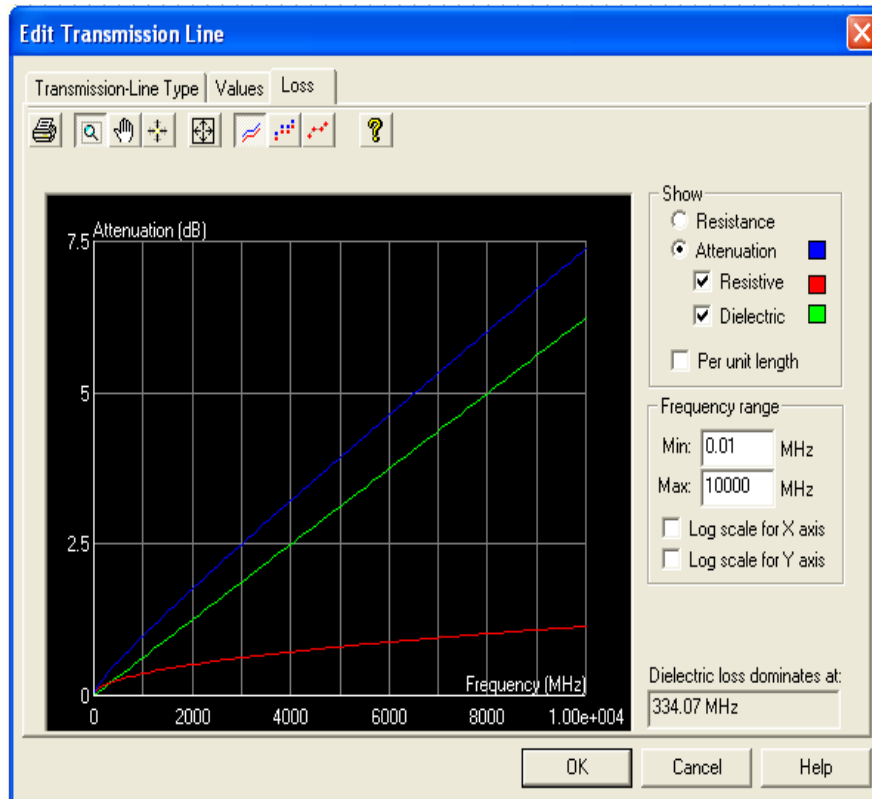 Edit Transmission Line
Transmission-Line Type Values Loss
Attenuation (dB)
7.5
5
2.5
0
Frequency (MHz)
0 2000 4000 6000 8000 1.00e+004
Show
Resistance
Attenuation
Resistive
Dielectric
Per unit length
Frequency range
Min: 0.01 MHz
Max: 10000 MHz
Log scale for X axis
Log scale for Y axis
Dielectric loss dominates at:
334.07 MHz
OK Cancel Help